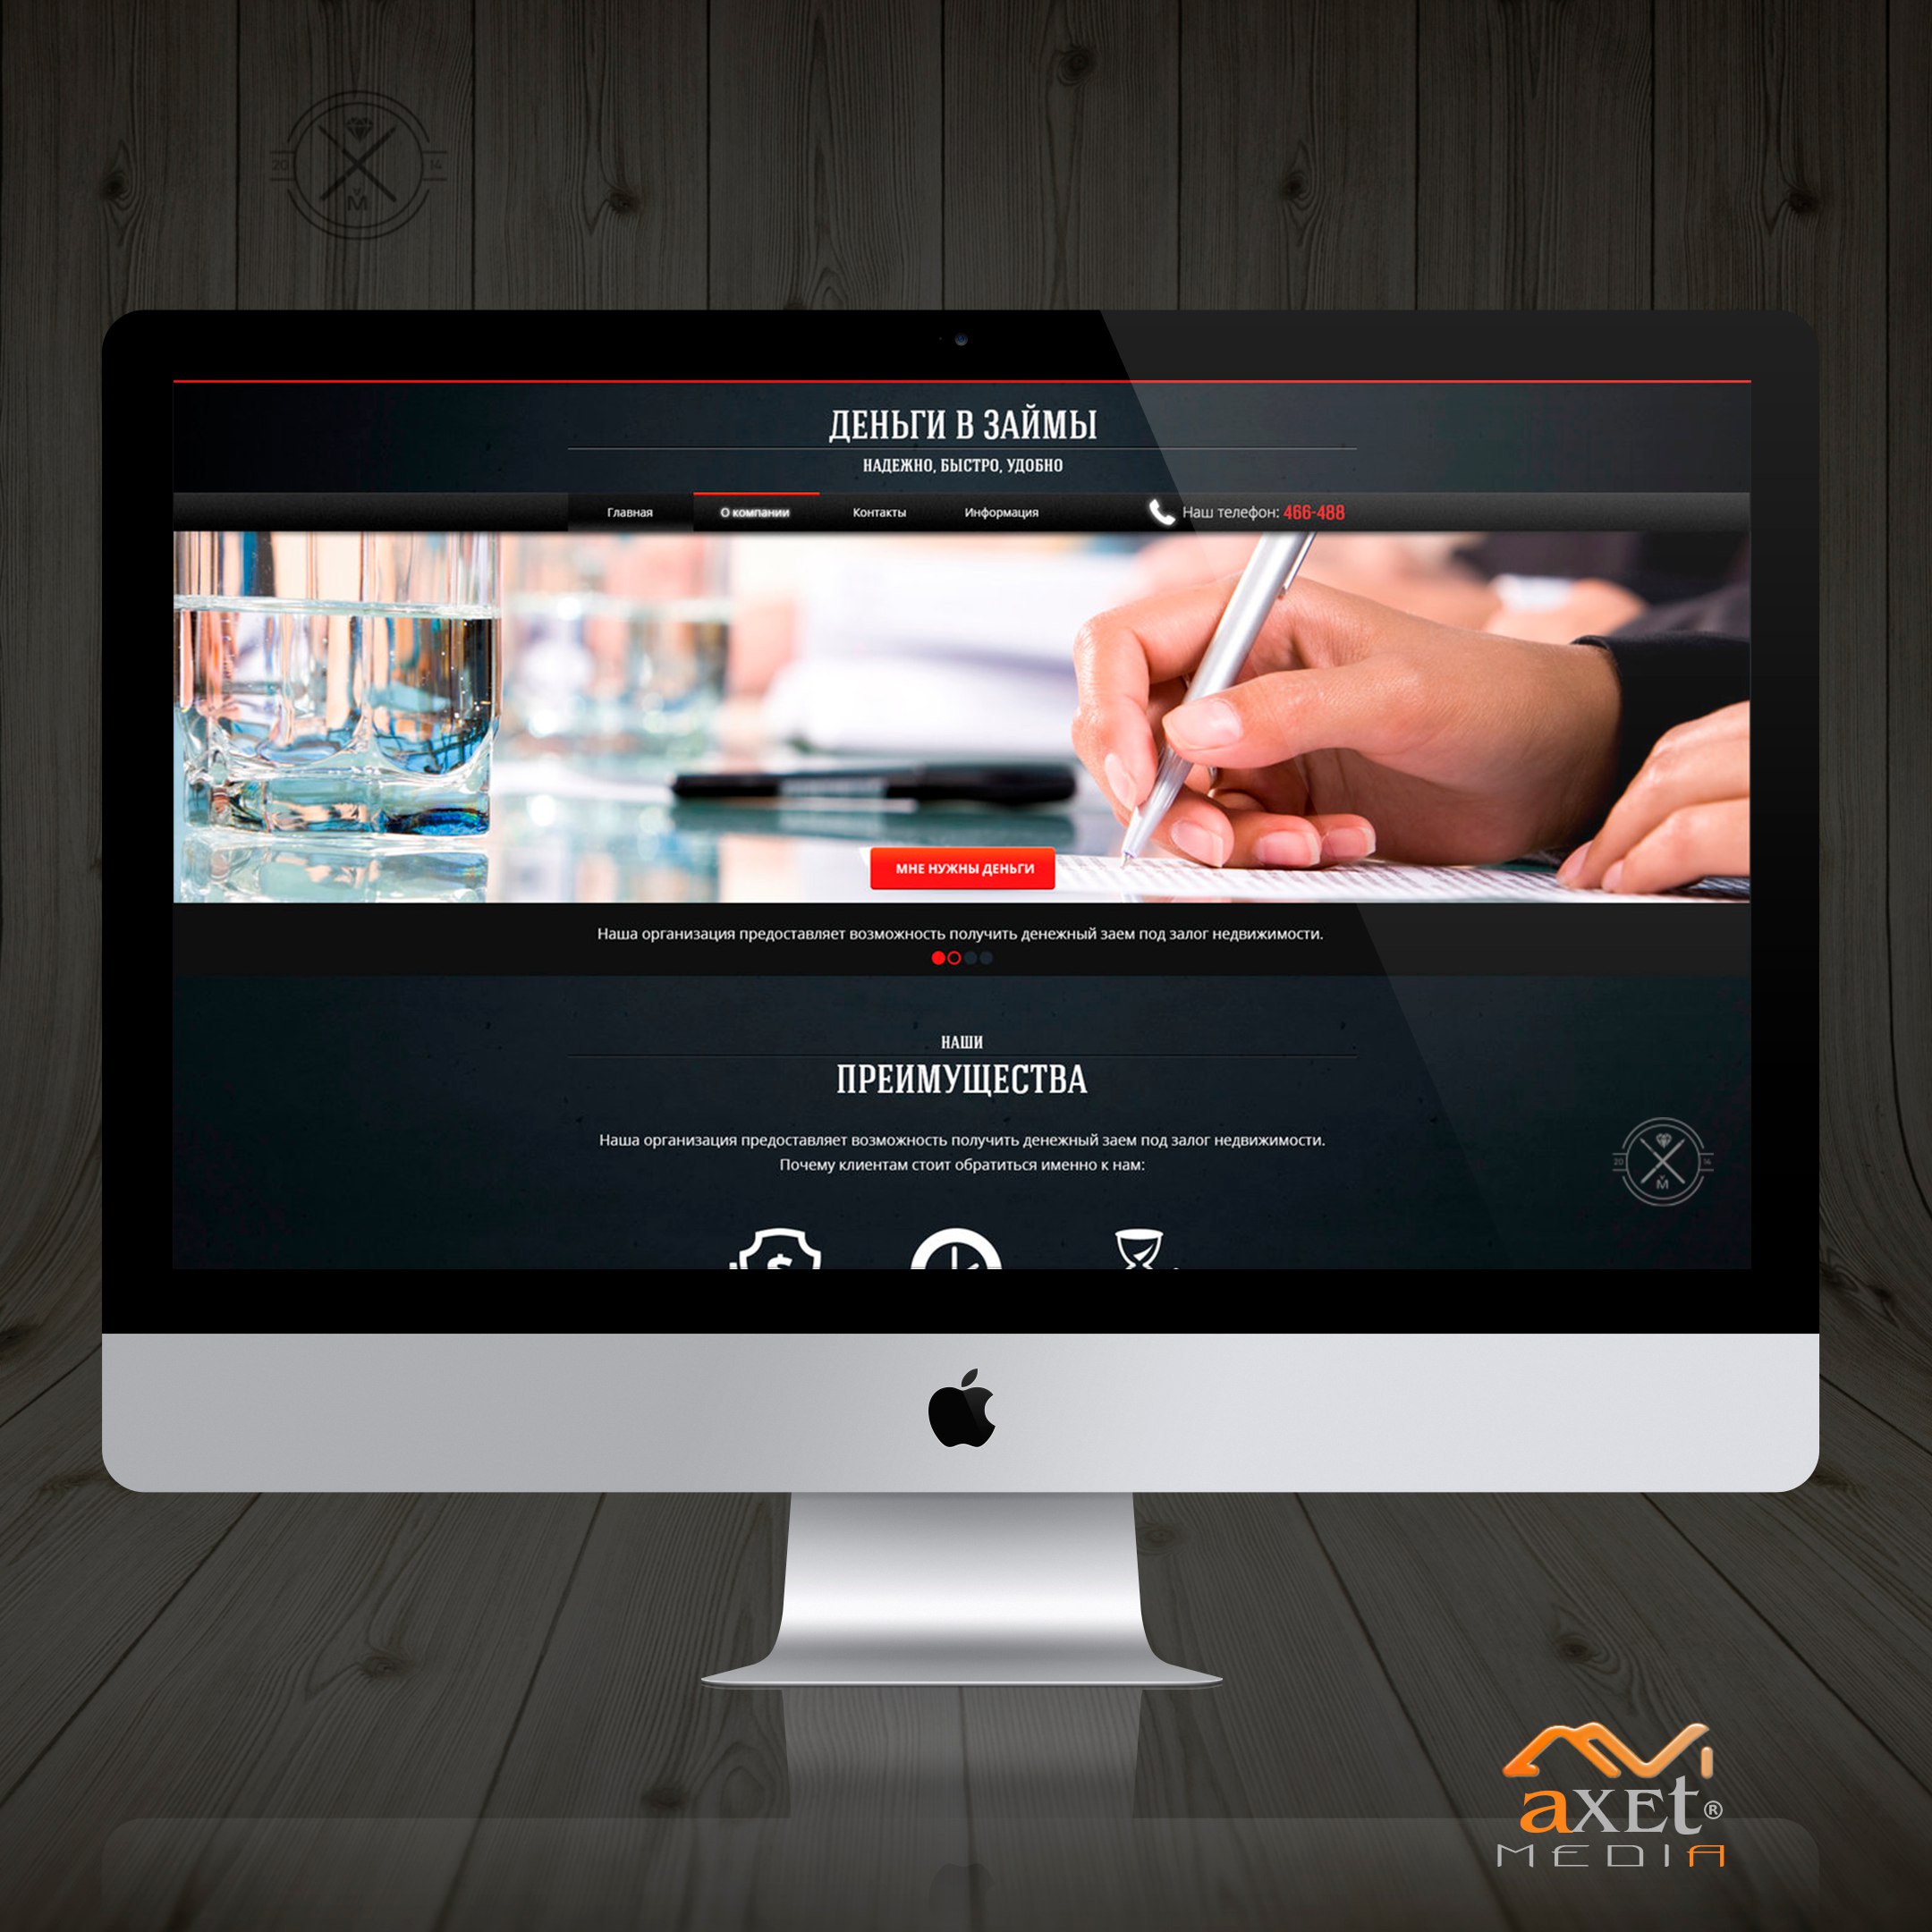 20 14
M
ДЕНЬГИ В ЗАЙМЫ
НАДЕЖНО, БЫСТРО, УДОБНО
Главная О компании Контакты Информация Наш телефон: 466-488
МНЕ НУЖНЫ ДЕНЬГИ
Наша организация предоставляет возможность получить денежный заем под залог недвижимости.
НАШИ
ПРЕИМУЩЕСТВА
Наша организация предоставляет возможность получить денежный заем под залог недвижимости.
Почему клиентам стоит обратиться именно к нам:
20 14
M
$
axet®
MEDIA